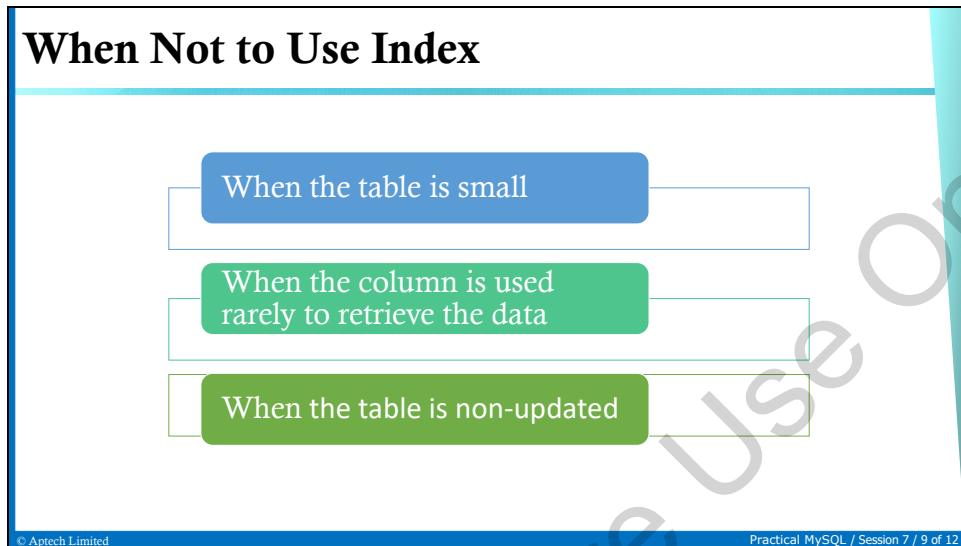 When Not to Use Index
When the table is small
When the column is used
rarely to retrieve the data
When the table is non-updated
Use
© Aptech Limited
Practical MySQL / Session 7 / 9 of 12